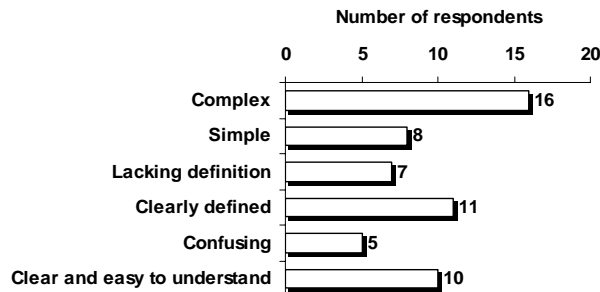 Number of respondents
0 5 10 15 20
Complex 16
Simple 8
Lacking definition 7
Clearly defined 11
Confusing 5
Clear and easy to understand 10